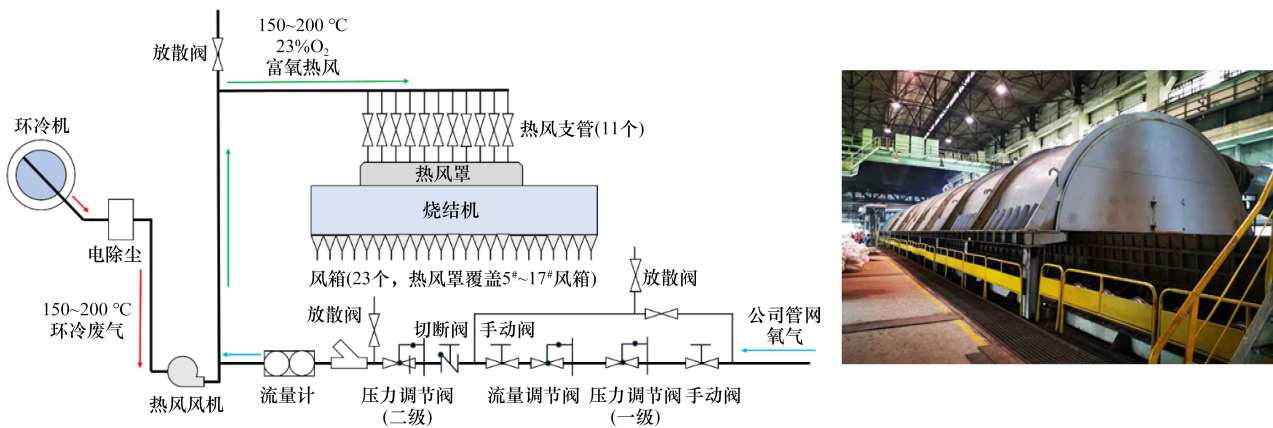 放散阀
150~200 ℃
23%O₂
富氧热风
环冷机
热风支管(11个)
热风罩
烧结机
电除尘
风箱(23个，热风罩覆盖5#~17#风箱)
放散阀
150~200 ℃
环冷废气
放散阀
切断阀
手动阀
公司管网
氧气
热风风机
流量计
压力调节阀
(二级)
流量调节阀
压力调节阀
(一级)
手动阀